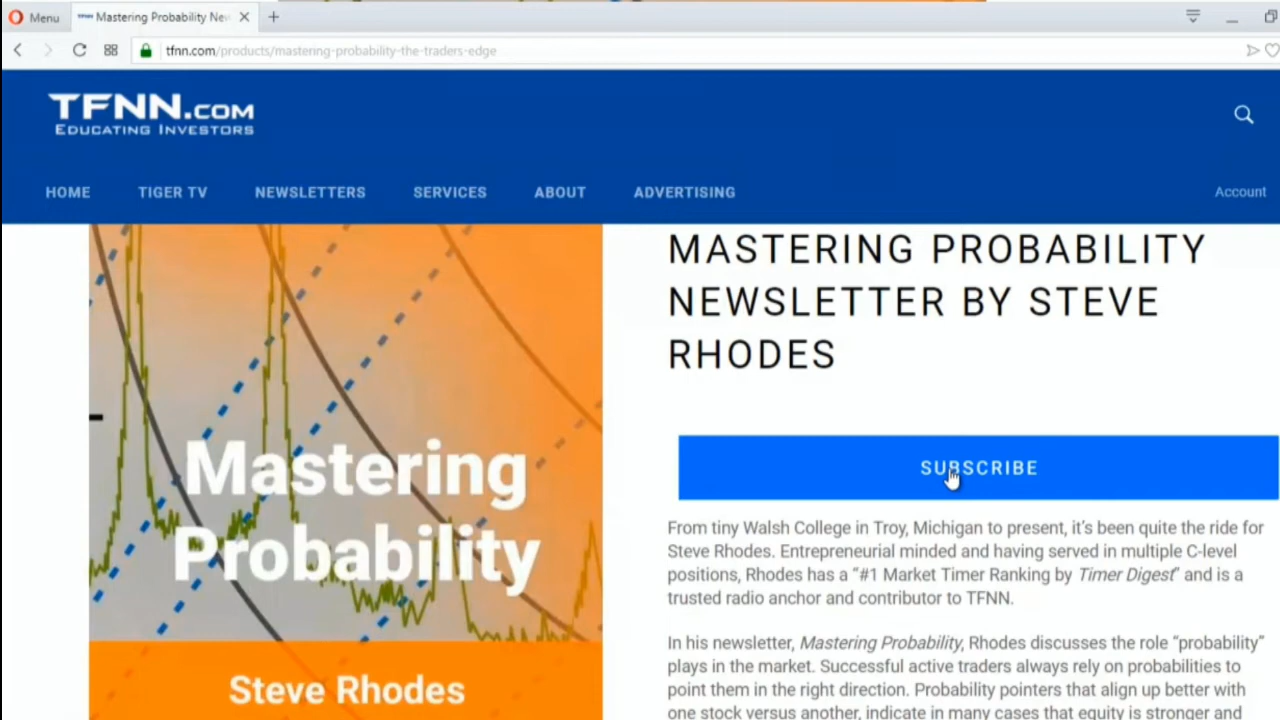 Menu
Mastering Probability New
tfnn.com/products/mastering-probability-the-traders-edge
TFNN.COM
EDUCATING INVESTORS
HOME TIGER TV NEWSLETTERS SERVICES ABOUT ADVERTISING Account
MASTERING PROBABILITY
NEWSLETTER BY STEVE
RHODES
SUBSCRIBE
Mastering
Probability
Steve Rhodes
From tiny Walsh College in Troy, Michigan to present, it's been quite the ride for
Steve Rhodes. Entrepreneurial minded and having served in multiple C-level
positions, Rhodes has a “#1 Market Timer Ranking by Timer Digest” and is a
trusted radio anchor and contributor to TFNN.
In his newsletter, Mastering Probability, Rhodes discusses the role “probability”
plays in the market. Successful active traders always rely on probabilities to
point them in the right direction. Probability pointers that align up better with
one stock versus another, indicate in many cases that equity is stronger and